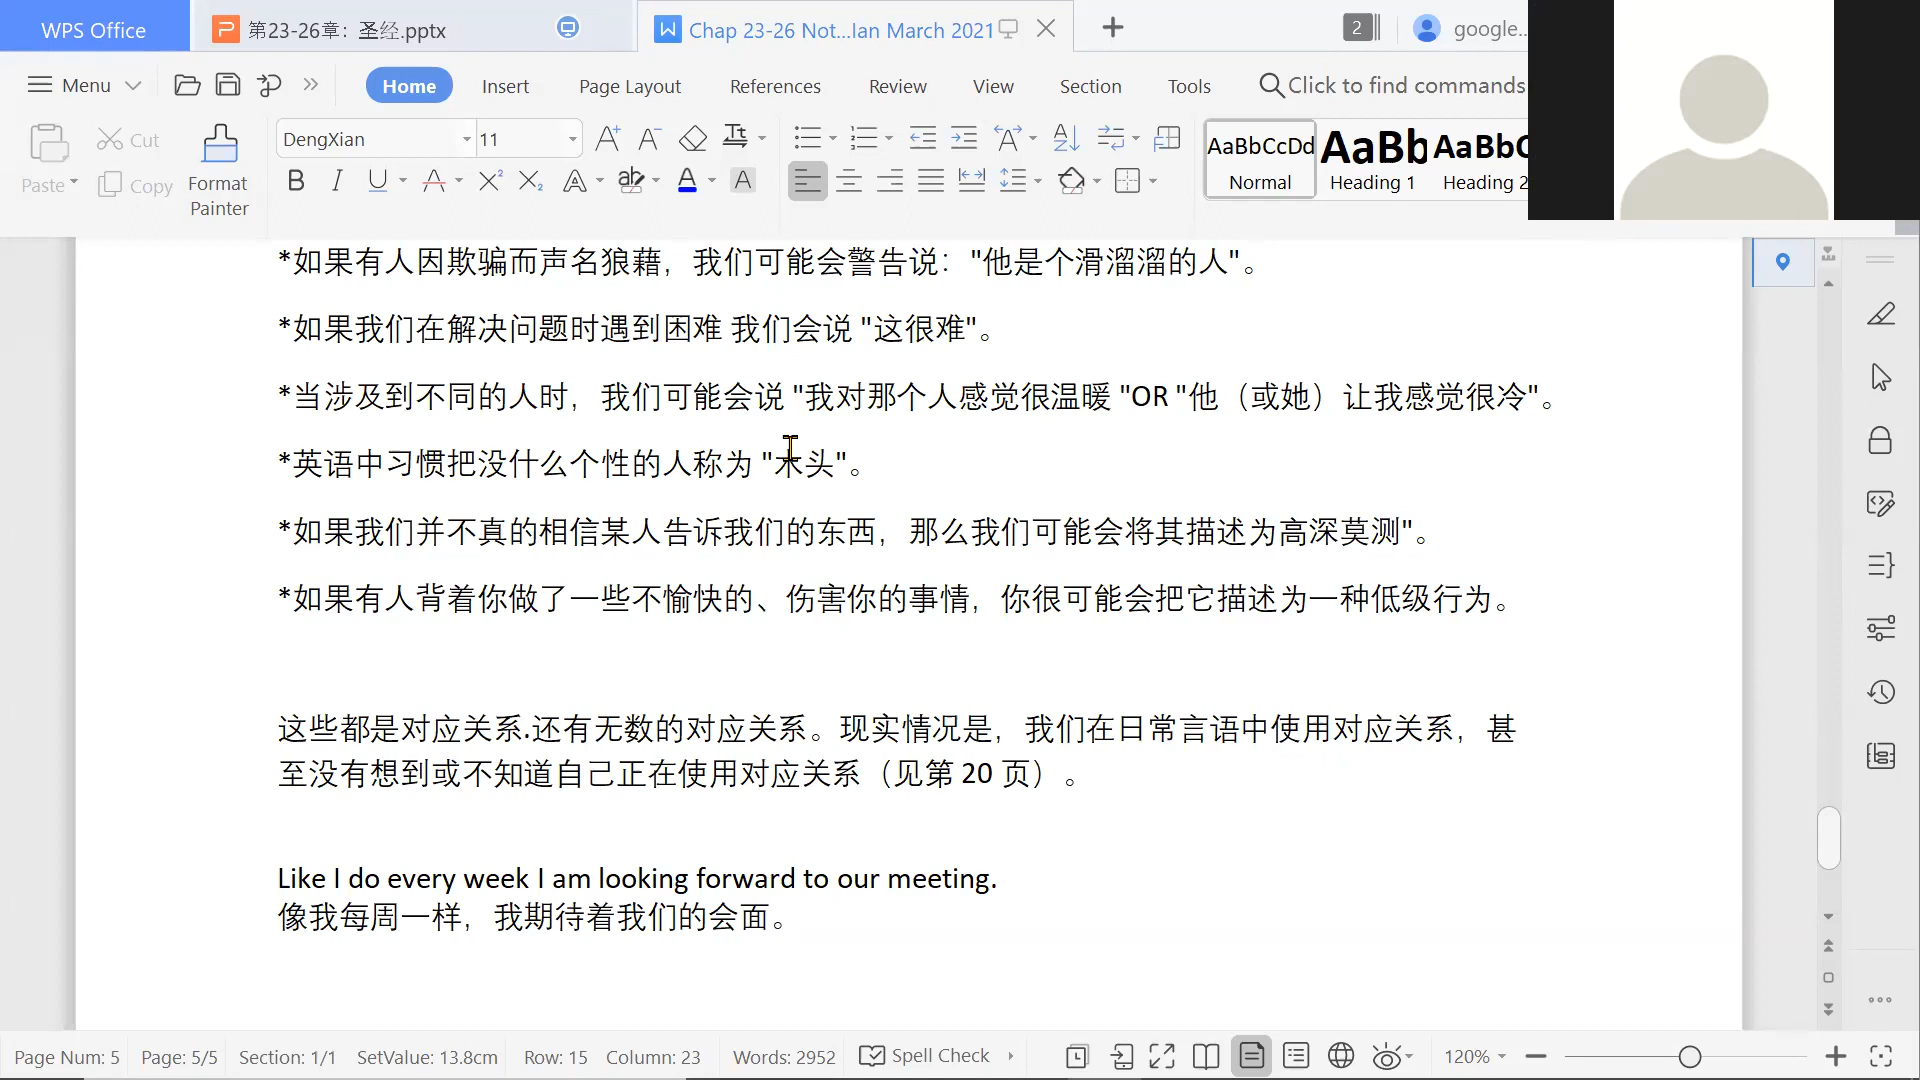 WPS Office
第23-26章：圣经.pptx
Chap 23-26 Not...Ian March 2021
2
google..
Menu
Home
Insert
Page Layout
References
Review
View
Section
Tools
Click to find commands
Paste
Cut
Copy
Format
Painter
DengXian
11
AaBbCcDd
Normal
AaBb
Heading 1
AaBbC
Heading 2
*如果有人因欺骗而声名狼藉，我们可能会警告说："他是个滑溜溜的人"。
*如果我们在解决问题时遇到困难 我们会说 "这很难"。
*当涉及到不同的人时，我们可能会说 "我对那个人感觉很温暖 "OR "他（或她）让我感觉很冷"。
*英语中习惯把没什么个性的人称为 "木头"。
*如果我们并不真的相信某人告诉我们的东西，那么我们可能会将其描述为高深莫测"。
*如果有人背着你做了一些不愉快的、伤害你的事情，你很可能会把它描述为一种低级行为。
这些都是对应关系.还有无数的对应关系。现实情况是，我们在日常言语中使用对应关系，甚
至没有想到或不知道自己正在使用对应关系（见第 20 页）。
Like I do every week I am looking forward to our meeting.
像我每周一样，我期待着我们的会面。
Page Num: 5
Page: 5/5
Section: 1/1
SetValue: 13.8cm
Row: 15
Column: 23
Words: 2952
Spell Check
120%